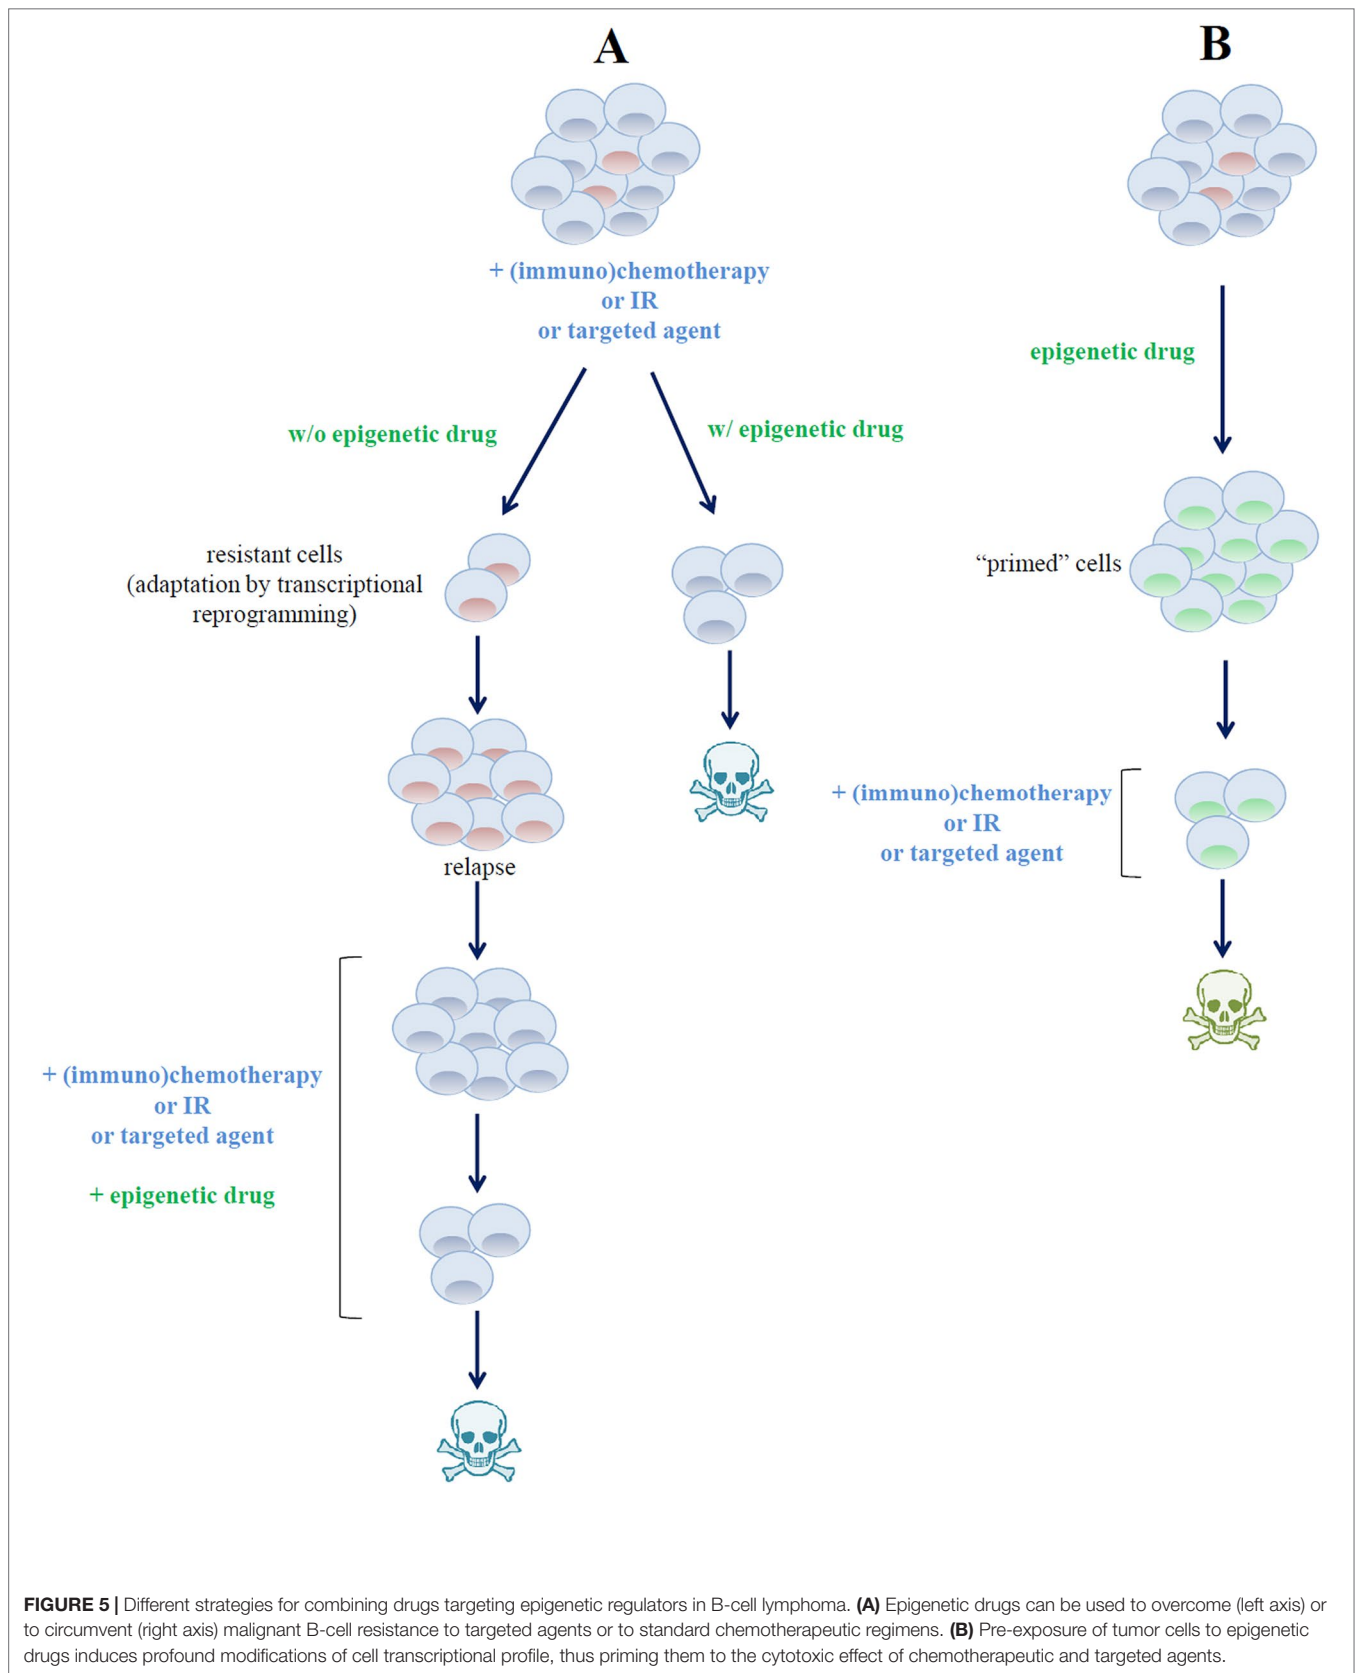 A
+ (immuno)chemotherapy
or IR
or targeted agent
w/o epigenetic drug
w/ epigenetic drug
resistant cells
(adaptation by transcriptional
reprogramming)
relapse
+ (immuno)chemotherapy
or IR
or targeted agent
+ epigenetic drug
B
epigenetic drug
“primed” cells
+ (immuno)chemotherapy
or IR
or targeted agent
FIGURE 5 | Different strategies for combining drugs targeting epigenetic regulators in B-cell lymphoma. (A) Epigenetic drugs can be used to overcome (left axis) or
to circumvent (right axis) malignant B-cell resistance to targeted agents or to standard chemotherapeutic regimens. (B) Pre-exposure of tumor cells to epigenetic
drugs induces profound modifications of cell transcriptional profile, thus priming them to the cytotoxic effect of chemotherapeutic and targeted agents.